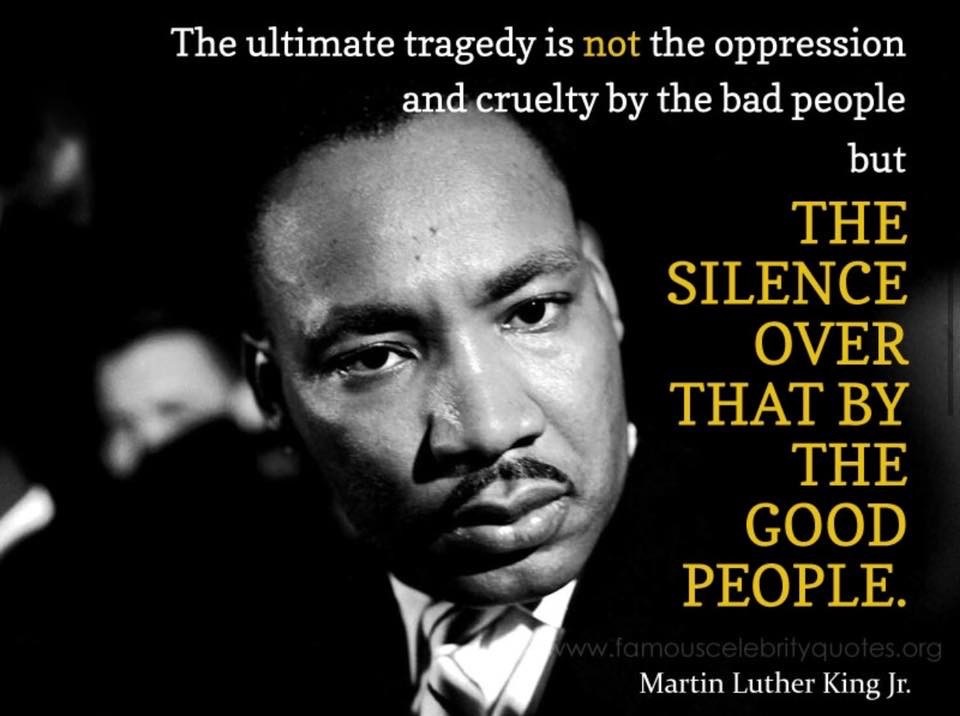 The ultimate tragedy is not the oppression
and cruelty by the bad people
but
THE
SILENCE
OVER
THAT BY
THE
GOOD
PEOPLE.
www.famouscelebrityquotes.org
Martin Luther King Jr.